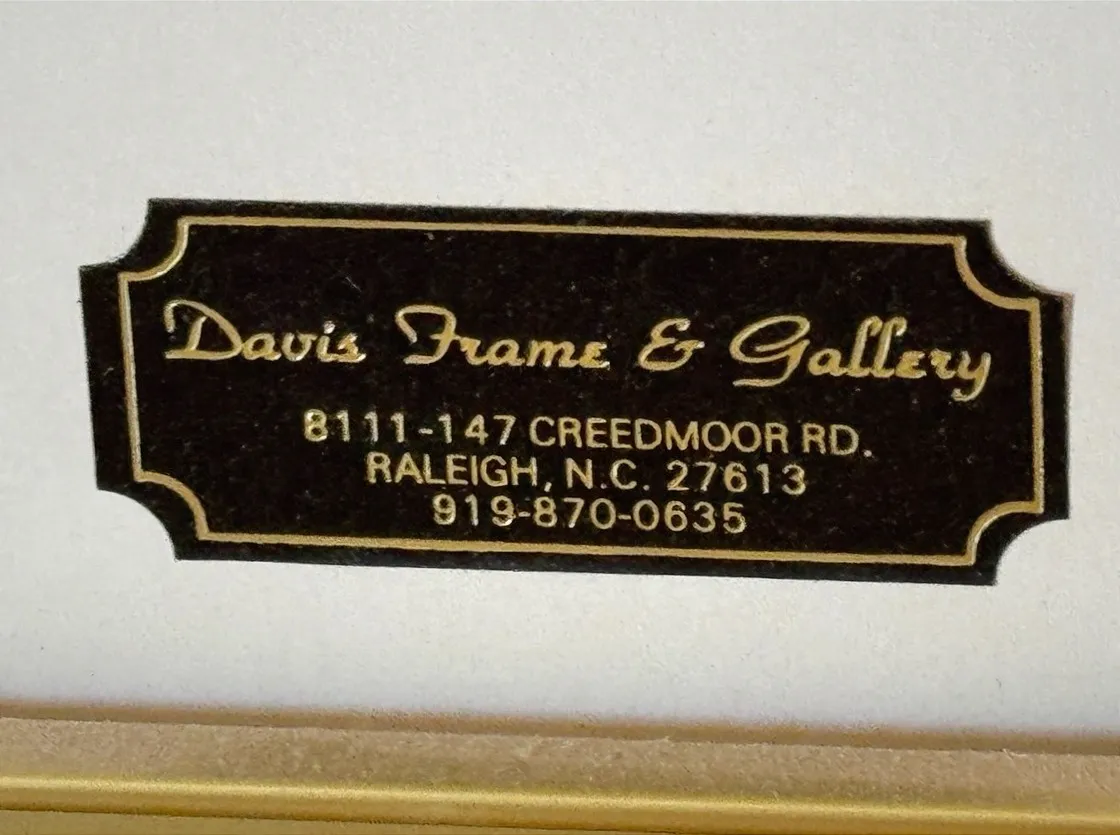 Davis Frame & Gallery
8111-147 CREEDMOOR RD.
RALEIGH, N.C. 27613
919-870-0635